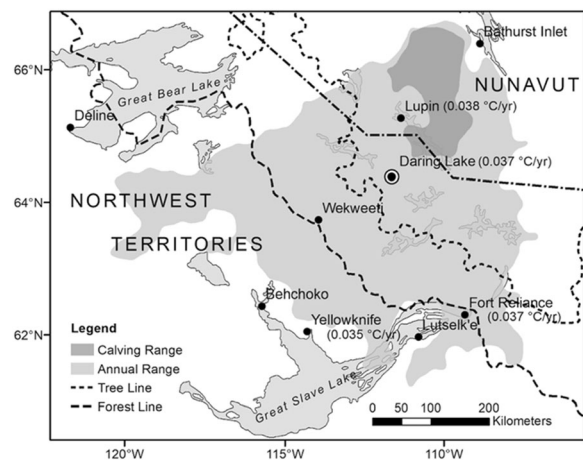 Bathurst Inlet
66°N
Great Bear Lake
NUNAVUT
Lupin (0.038 °C/yr)
Déline
Daring Lake (0.037 °C/yr)
64°N
NORTHWEST
Wekweeti
TERRITORIES
Behchoko
Fort Reliance
(0.037 °C/yr)
Yellowknife
(0.035 °C/yr)
Lutselk'e
62°N
Legend
Calving Range
Annual Range
Tree Line
Forest Line
Great Slave Lake
0 50 100 200
Kilometers
120°W 115°W 110°W